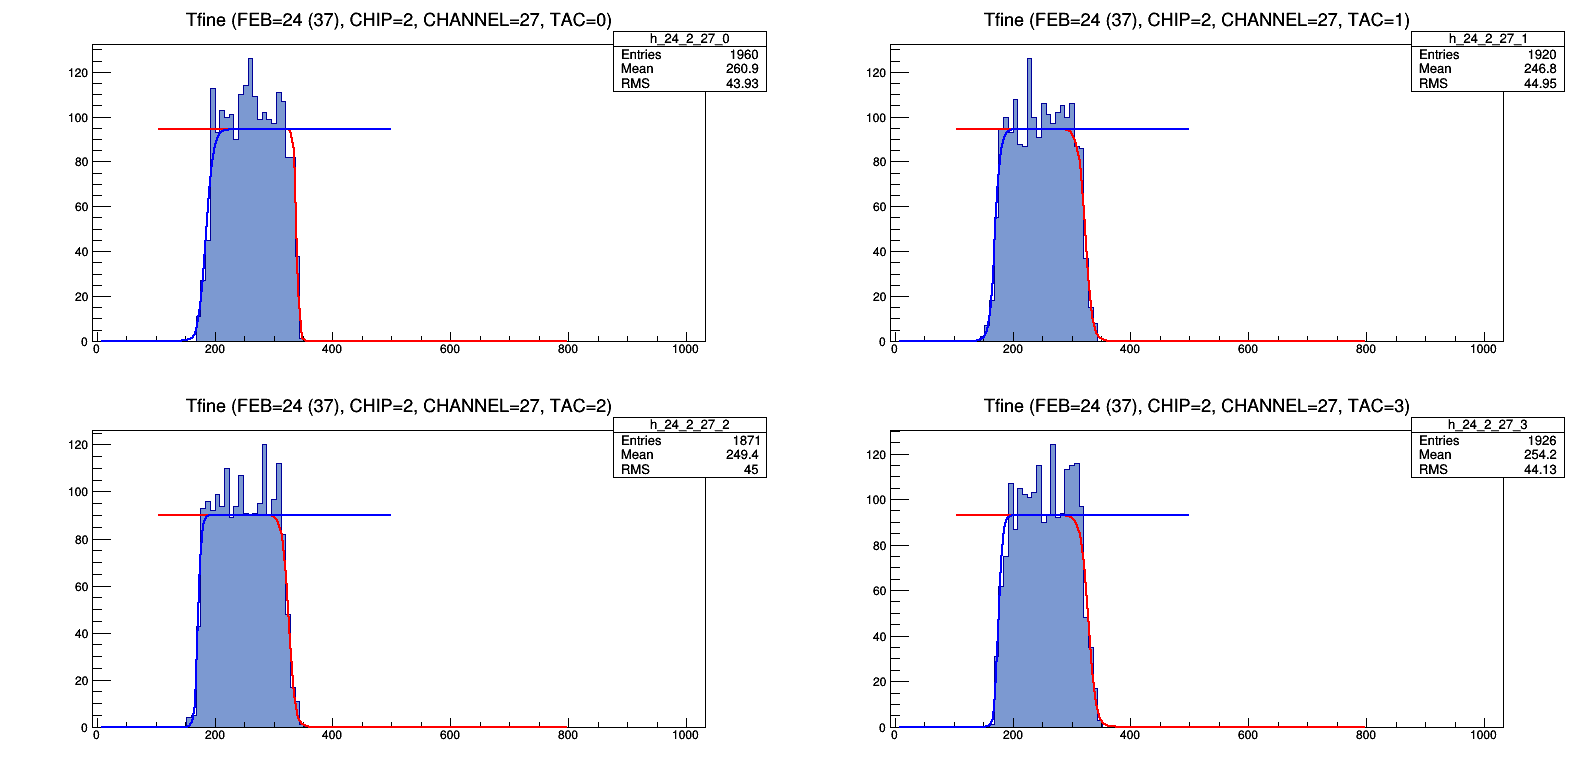 Tfine (FEB=24 (37), CHIP=2, CHANNEL=27, TAC=0)
h_24_2_27_0
Entries 1960
Mean 260.9
RMS 43.93
120
100
80
60
40
20
0
0 200 400 600 800 1000
Tfine (FEB=24 (37), CHIP=2, CHANNEL=27, TAC=1)
h_24_2_27_1
Entries 1920
Mean 246.8
RMS 44.95
120
100
80
60
40
20
0
0 200 400 600 800 1000
Tfine (FEB=24 (37), CHIP=2, CHANNEL=27, TAC=2)
h_24_2_27_2
Entries 1871
Mean 249.4
RMS 45
120
100
80
60
40
20
0
0 200 400 600 800 1000
Tfine (FEB=24 (37), CHIP=2, CHANNEL=27, TAC=3)
h_24_2_27_3
Entries 1926
Mean 254.2
RMS 44.13
120
100
80
60
40
20
0
0 200 400 600 800 1000